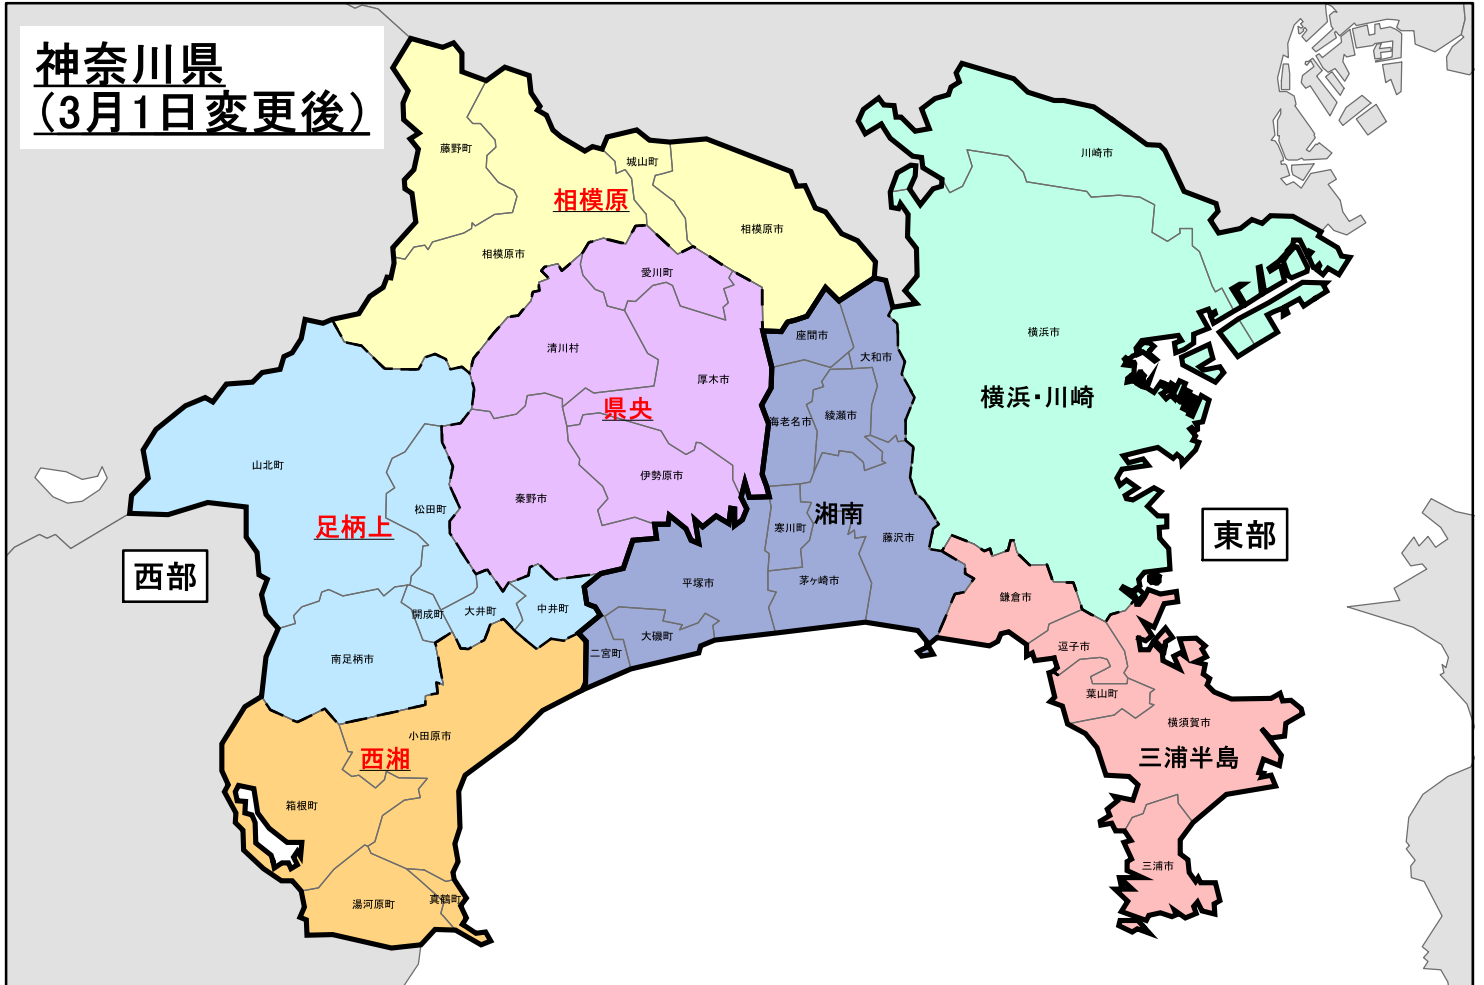 神奈川県
(3月1日変更後)
藤野町
城山町
川崎市
相模原
相模原市
相模原市
愛川町
清川村
厚木市
座間市
大和市
横浜市
横浜・川崎
県央
海老名市
綾瀬市
山北町
伊勢原市
秦野市
松田町
足柄上
寒川町
湘南
藤沢市
東部
西部
平塚市
茅ヶ崎市
鎌倉市
開成町
大井町
中井町
大磯町
二宮町
南足柄市
逗子市
葉山町
横須賀市
三浦半島
小田原市
西湘
箱根町
湯河原町
真鶴町
三浦市